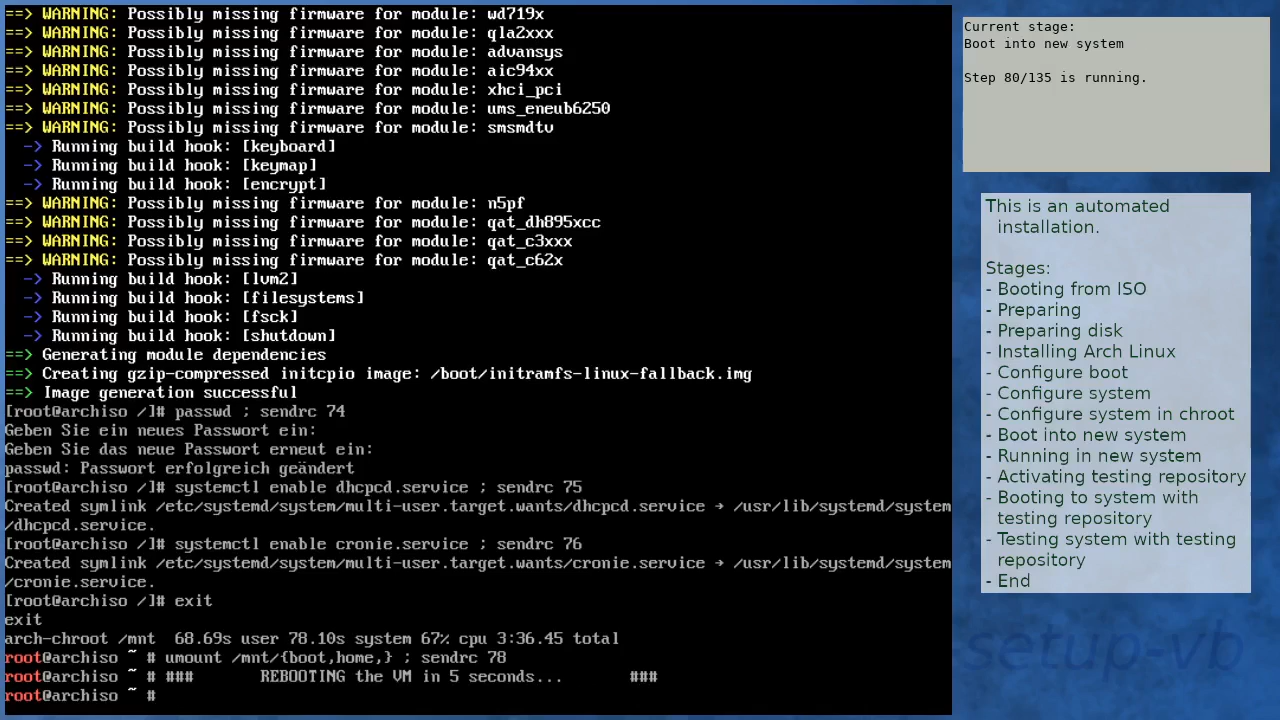 ==> WARNING: Possibly missing firmware for module: wd719x
==> WARNING: Possibly missing firmware for module: qla2xxx
==> WARNING: Possibly missing firmware for module: advansys
==> WARNING: Possibly missing firmware for module: aic94xx
==> WARNING: Possibly missing firmware for module: xhci_pci
==> WARNING: Possibly missing firmware for module: ums_eneub6250
==> WARNING: Possibly missing firmware for module: smsmdtv
-> Running build hook: [keyboard]
-> Running build hook: [keymap]
-> Running build hook: [encrypt]
==> WARNING: Possibly missing firmware for module: n5pf
==> WARNING: Possibly missing firmware for module: qat_dh895xcc
==> WARNING: Possibly missing firmware for module: qat_c3xxx
==> WARNING: Possibly missing firmware for module: qat_c62x
-> Running build hook: [lvm2]
-> Running build hook: [filesystems]
-> Running build hook: [fsck]
-> Running build hook: [shutdown]
==> Generating module dependencies
==> Creating gzip-compressed initcpio image: /boot/initramfs-linux-fallback.img
==> Image generation successful
[root@archiso /]# passwd ; sendrc 74
Geben Sie ein neues Passwort ein:
Geben Sie das neue Passwort erneut ein:
passwd: Passwort erfolgreich geändert
[root@archiso /]# systemctl enable dhcpcd.service ; sendrc 75
Created symlink /etc/systemd/system/multi-user.target.wants/dhcpcd.service → /usr/lib/systemd/system
/dhcpcd.service.
[root@archiso /]# systemctl enable cronie.service ; sendrc 76
Created symlink /etc/systemd/system/multi-user.target.wants/cronie.service → /usr/lib/systemd/system
/cronie.service.
[root@archiso /]# exit
exit
arch-chroot /mnt  68.69s user 78.10s system 67% cpu 3:36.45 total
root@archiso ~ # umount /mnt/{boot,home,} ; sendrc 78
root@archiso ~ # ###       REBOOTING the VM in 5 seconds...       ###
root@archiso ~ #
Current stage:
Boot into new system
Step 80/135 is running.
This is an automated
installation.
Stages:
- Booting from ISO
- Preparing
- Preparing disk
- Installing Arch Linux
- Configure boot
- Configure system
- Configure system in chroot
- Boot into new system
- Running in new system
- Activating testing repository
- Booting to system with
testing repository
- Testing system with testing
repository
- End
setup-vb